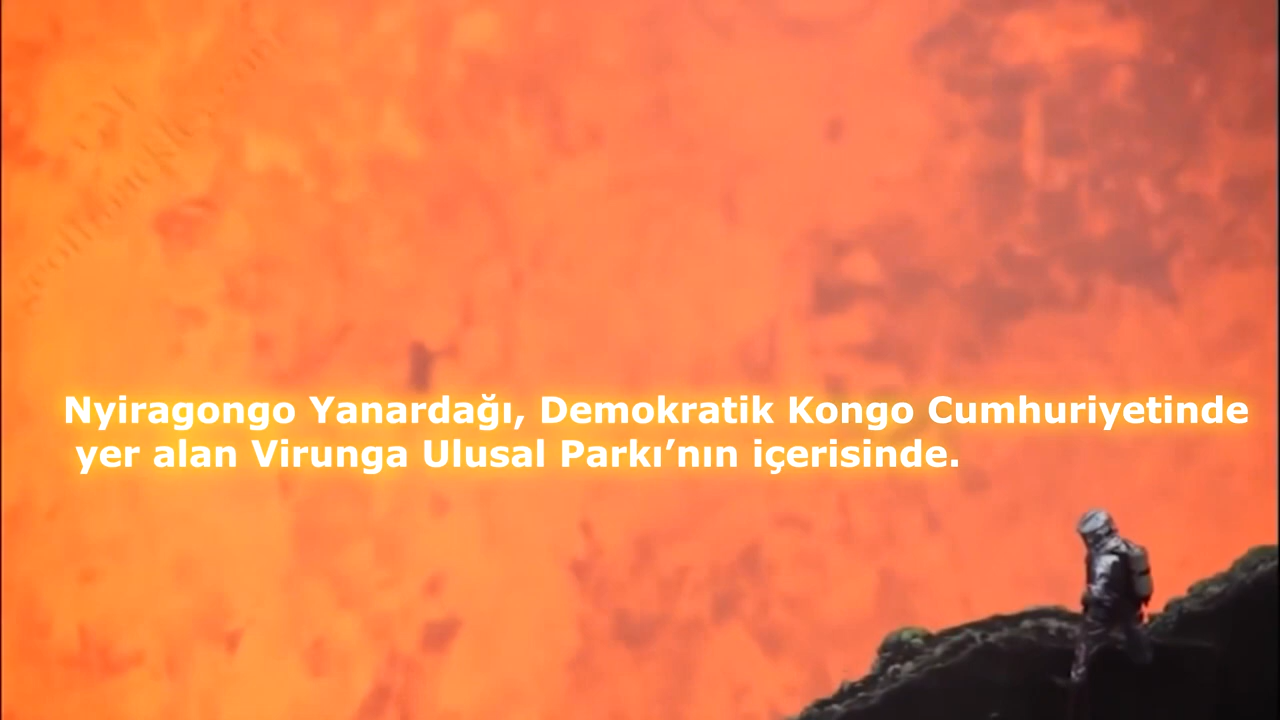 Nyiragongo Yanardağı, Demokratik Kongo Cumhuriyetinde
yer alan Virunga Ulusal Parkı’nın içerisinde.